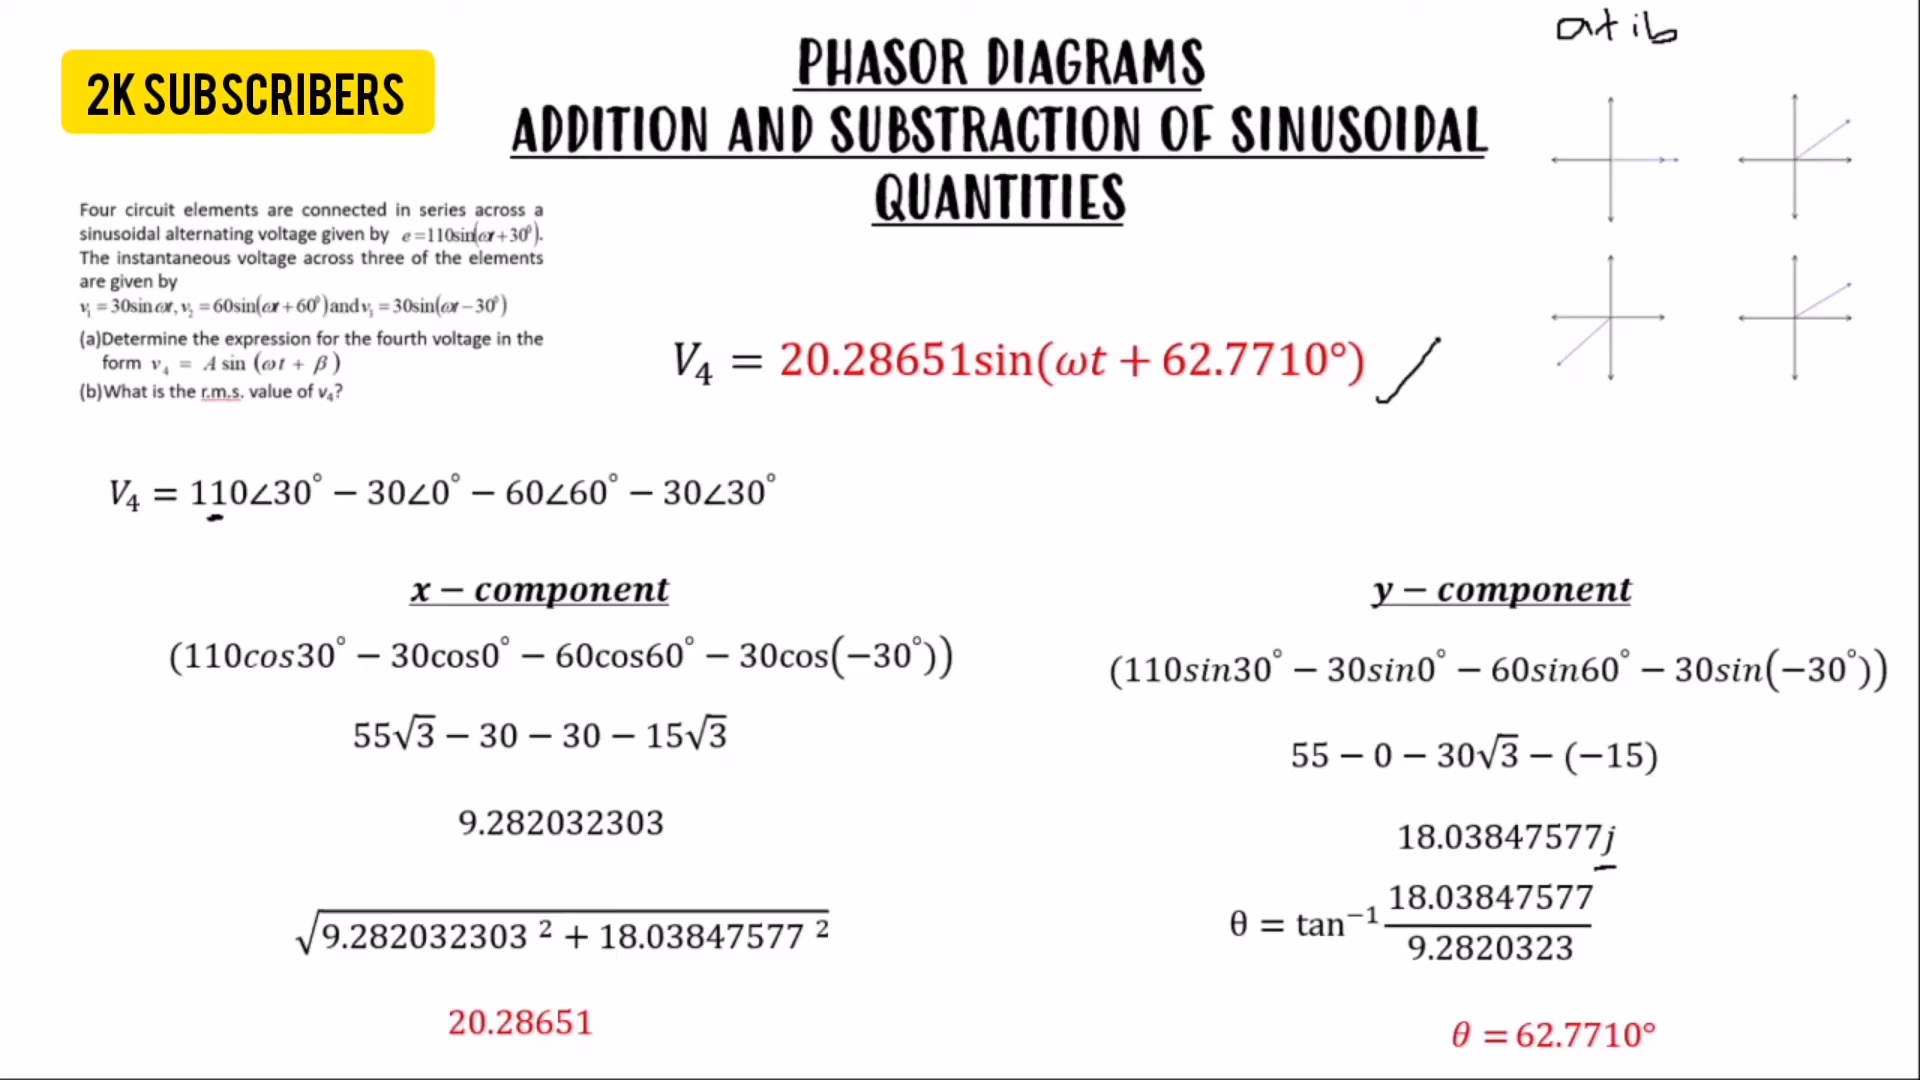 a+ib
2K SUBSCRIBERS
PHASOR DIAGRAMS
ADDITION AND SUBSTRACTION OF SINUSOIDAL
QUANTITIES
Four circuit elements are connected in series across a
sinusoidal alternating voltage given by e=110sin(ωt+30⁰).
The instantaneous voltage across three of the elements
are given by
v₁ = 30sin ωt, v₂ = 60sin(ωt + 60⁰) and v₃ = 30sin(ωt − 30⁰)
(a)Determine the expression for the fourth voltage in the
form v₄ = A sin (ωt + β)
(b)What is the r.m.s. value of v₄?
V₄ = 20.28651sin(ωt + 62.7710°)
V₄ = 110∠30° − 30∠0° − 60∠60° − 30∠30°
x − component
(110cos30° − 30cos0° − 60cos60° − 30cos(−30°))
55√3 − 30 − 30 − 15√3
9.282032303
√9.282032303 ² + 18.03847577 ²
20.28651
y − component
(110sin30° − 30sin0° − 60sin60° − 30sin(−30°))
55 − 0 − 30√3 − (−15)
18.03847577j
θ = tan⁻¹ 18.03847577
9.2820323
θ = 62.7710°